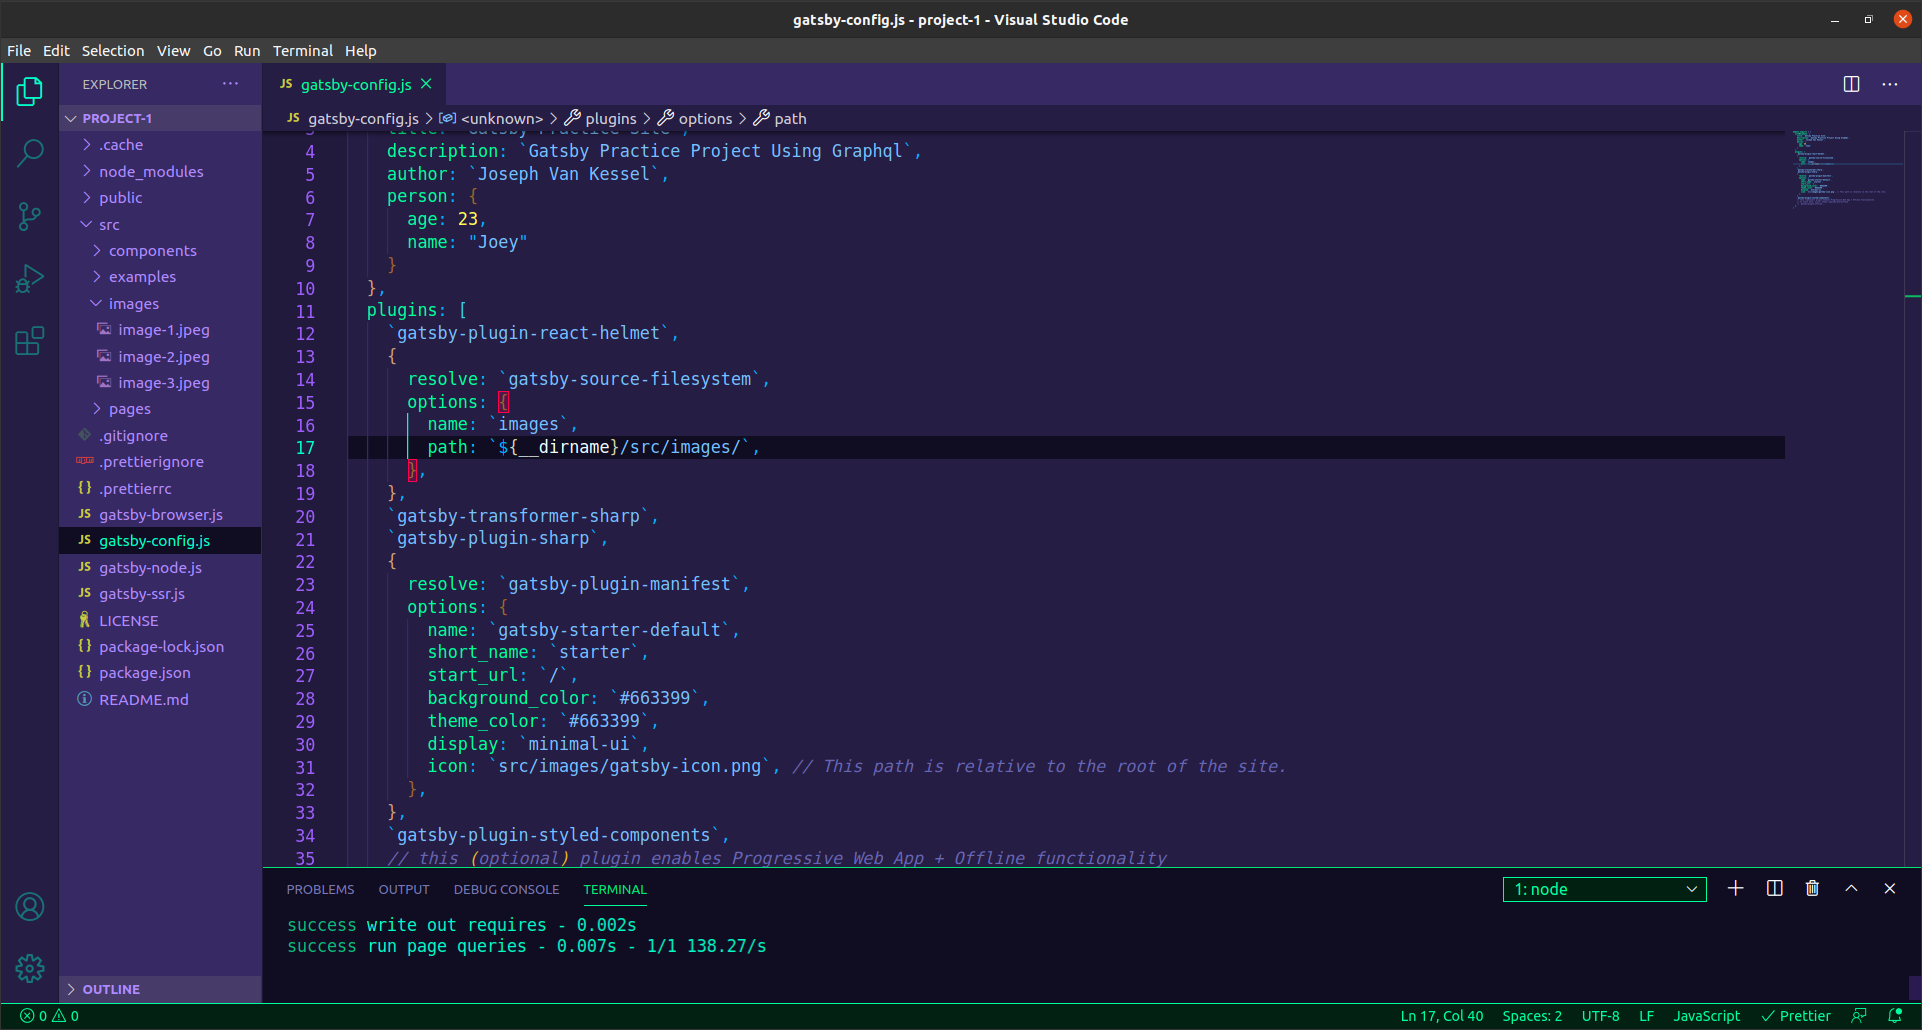 gatsby-config.js - project-1 - Visual Studio Code
File Edit Selection View Go Run Terminal Help
EXPLORER
PROJECT-1
.cache
node_modules
public
src
components
examples
images
image-1.jpeg
image-2.jpeg
image-3.jpeg
pages
.gitignore
.prettierignore
{} .prettierrc
JS gatsby-browser.js
JS gatsby-config.js
JS gatsby-node.js
JS gatsby-ssr.js
LICENSE
{} package-lock.json
{} package.json
README.md
OUTLINE
JS gatsby-config.js
JS gatsby-config.js > <unknown> > plugins > options > path
3 title: `Gatsby Practice Site`,
4 description: `Gatsby Practice Project Using Graphql`,
5 author: `Joseph Van Kessel`,
6 person: {
7 age: 23,
8 name: "Joey"
9 }
10 },
11 plugins: [
12 `gatsby-plugin-react-helmet`,
13 {
14 resolve: `gatsby-source-filesystem`,
15 options: {
16 name: `images`,
17 path: `${__dirname}/src/images/`,
18 },
19 },
20 `gatsby-transformer-sharp`,
21 `gatsby-plugin-sharp`,
22 {
23 resolve: `gatsby-plugin-manifest`,
24 options: {
25 name: `gatsby-starter-default`,
26 short_name: `starter`,
27 start_url: `/`,
28 background_color: `#663399`,
29 theme_color: `#663399`,
30 display: `minimal-ui`,
31 icon: `src/images/gatsby-icon.png`, // This path is relative to the root of the site.
32 },
33 },
34 `gatsby-plugin-styled-components`,
35 // this (optional) plugin enables Progressive Web App + Offline functionality
PROBLEMS OUTPUT DEBUG CONSOLE TERMINAL
1: node
success write out requires - 0.002s
success run page queries - 0.007s - 1/1 138.27/s
0 0
Ln 17, Col 40 Spaces: 2 UTF-8 LF JavaScript Prettier